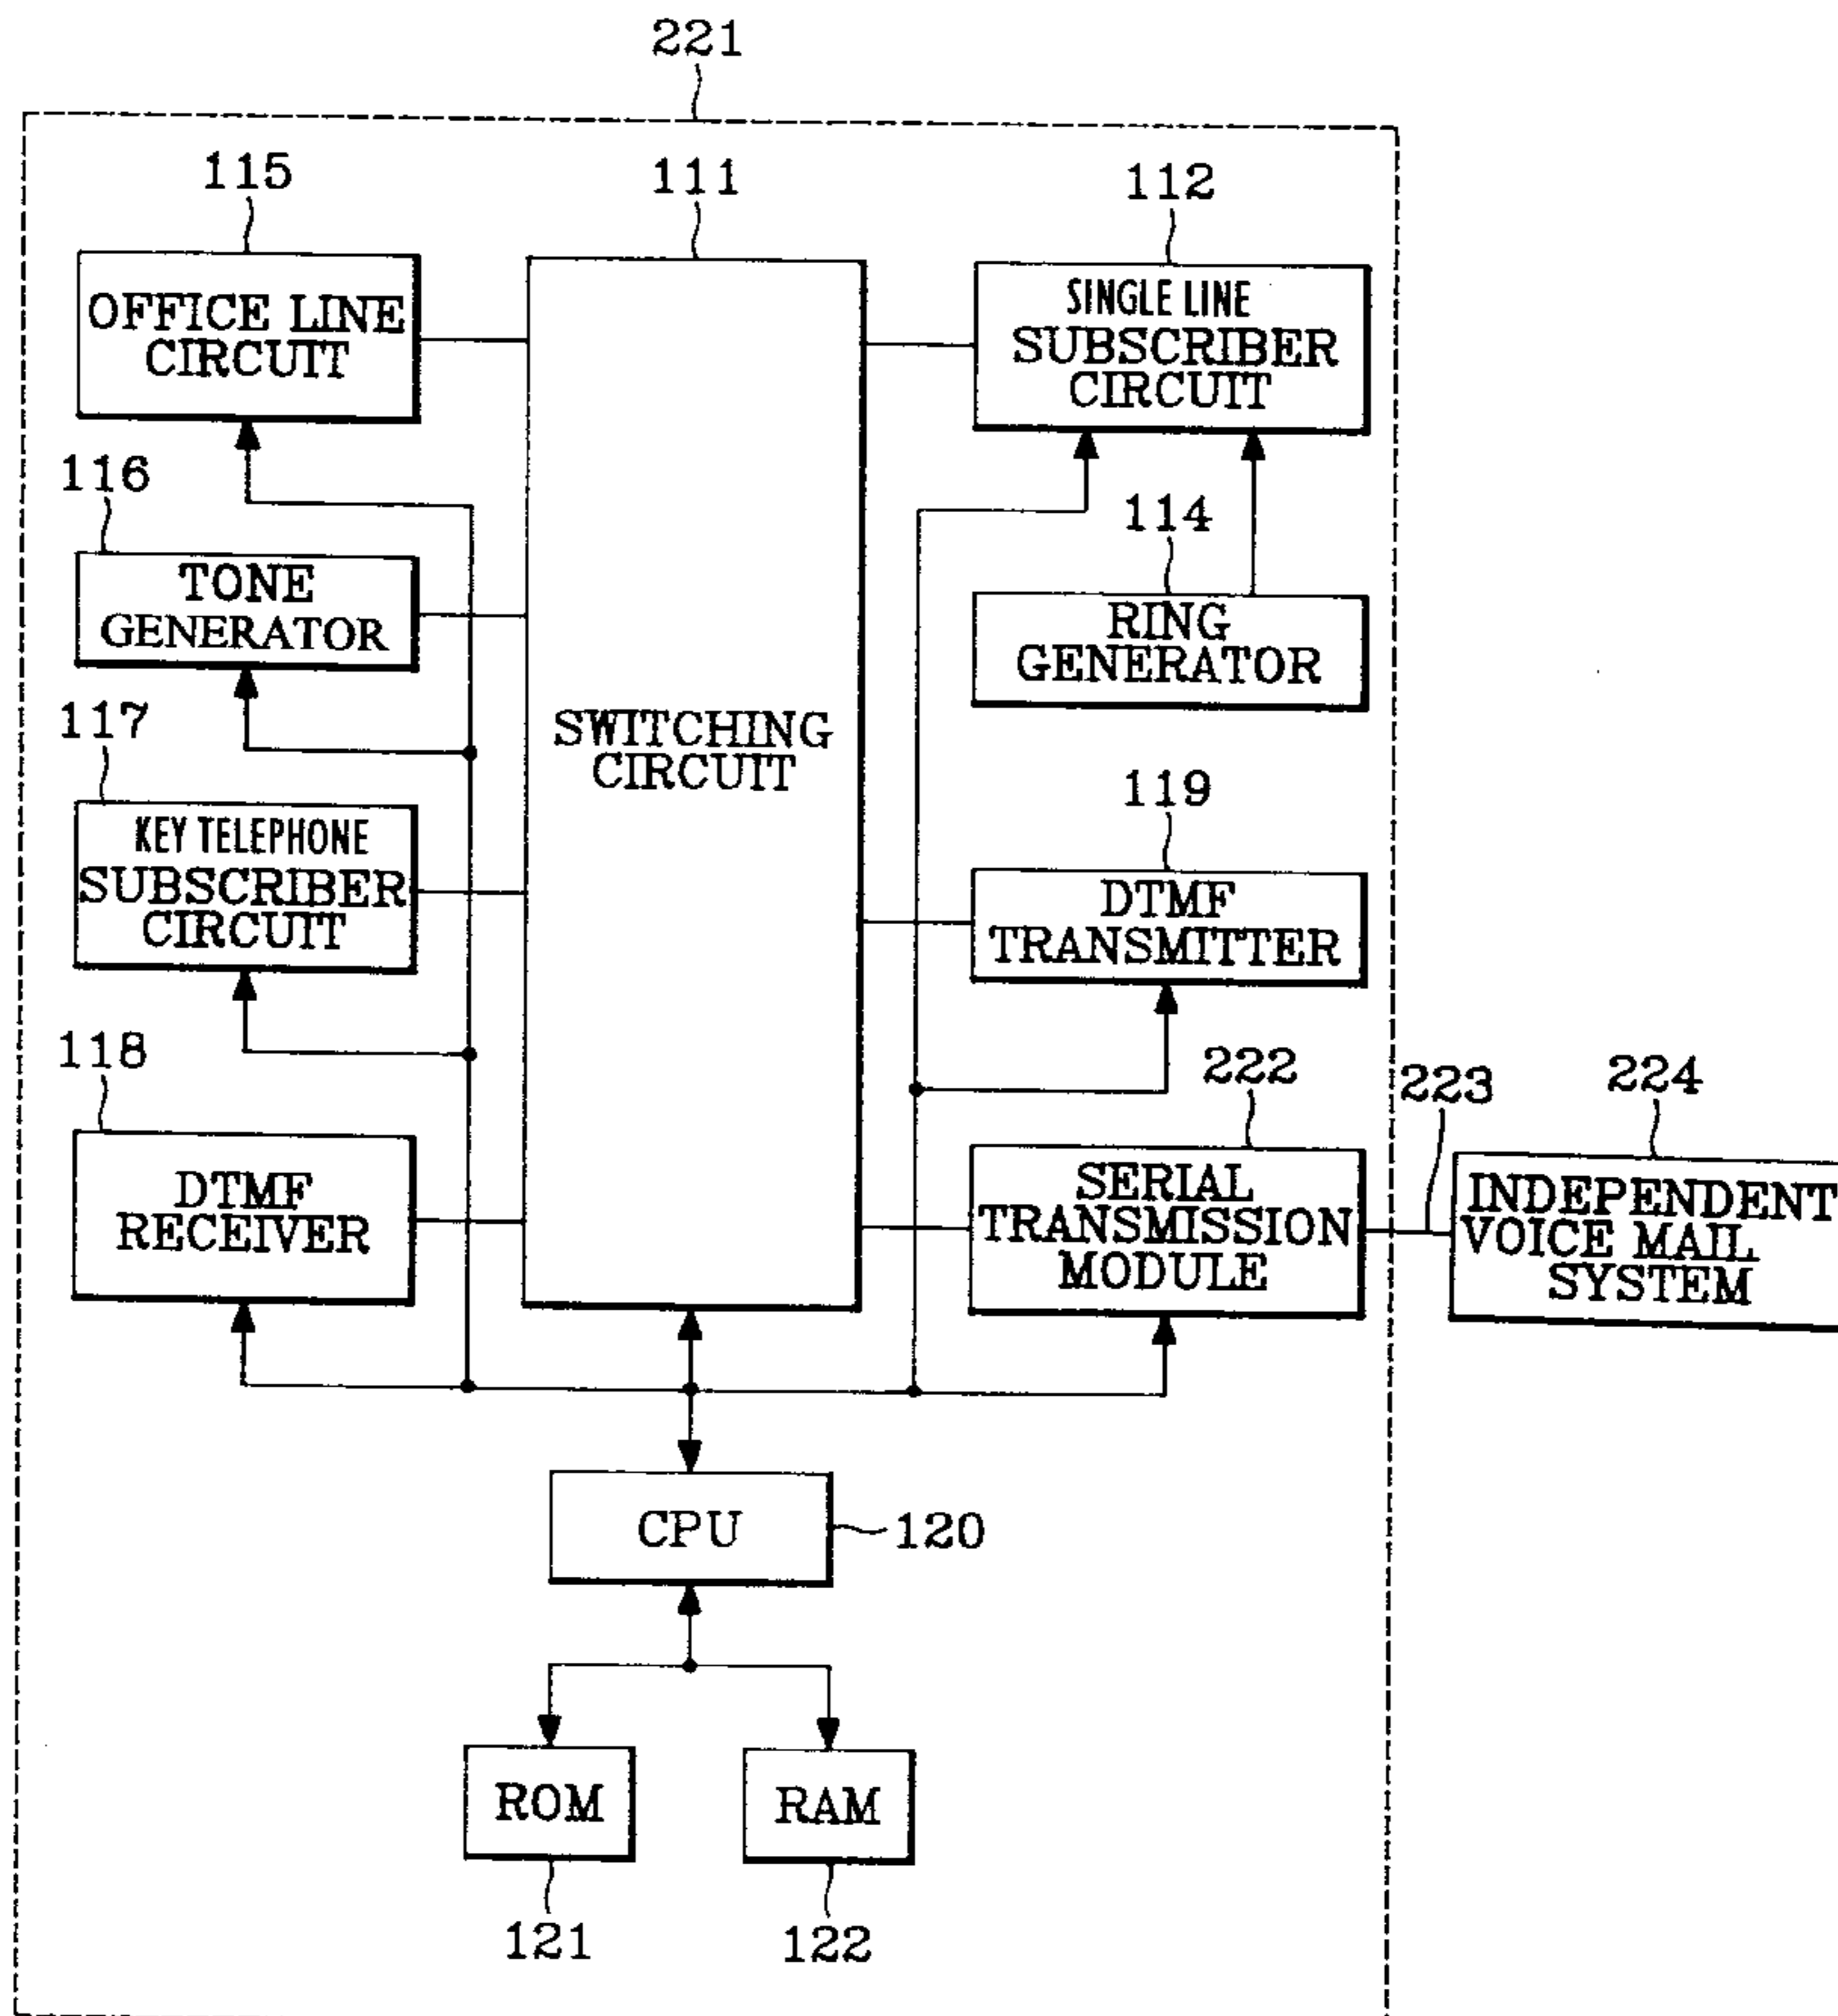 221
115
111
112
OFFICE LINE
CIRCUIT
SINGLE LINE
SUBSCRIBER
CIRCUIT
116
114
TONE
GENERATOR
RING
GENERATOR
117
SWITCHING
CIRCUIT
119
KEY TELEPHONE
SUBSCRIBER
CIRCUIT
DTMF
TRANSMITTER
118
222
223
224
DTMF
RECEIVER
SERIAL
TRANSMISSION
MODULE
INDEPENDENT
VOICE MAIL
SYSTEM
CPU
120
ROM
RAM
121
122